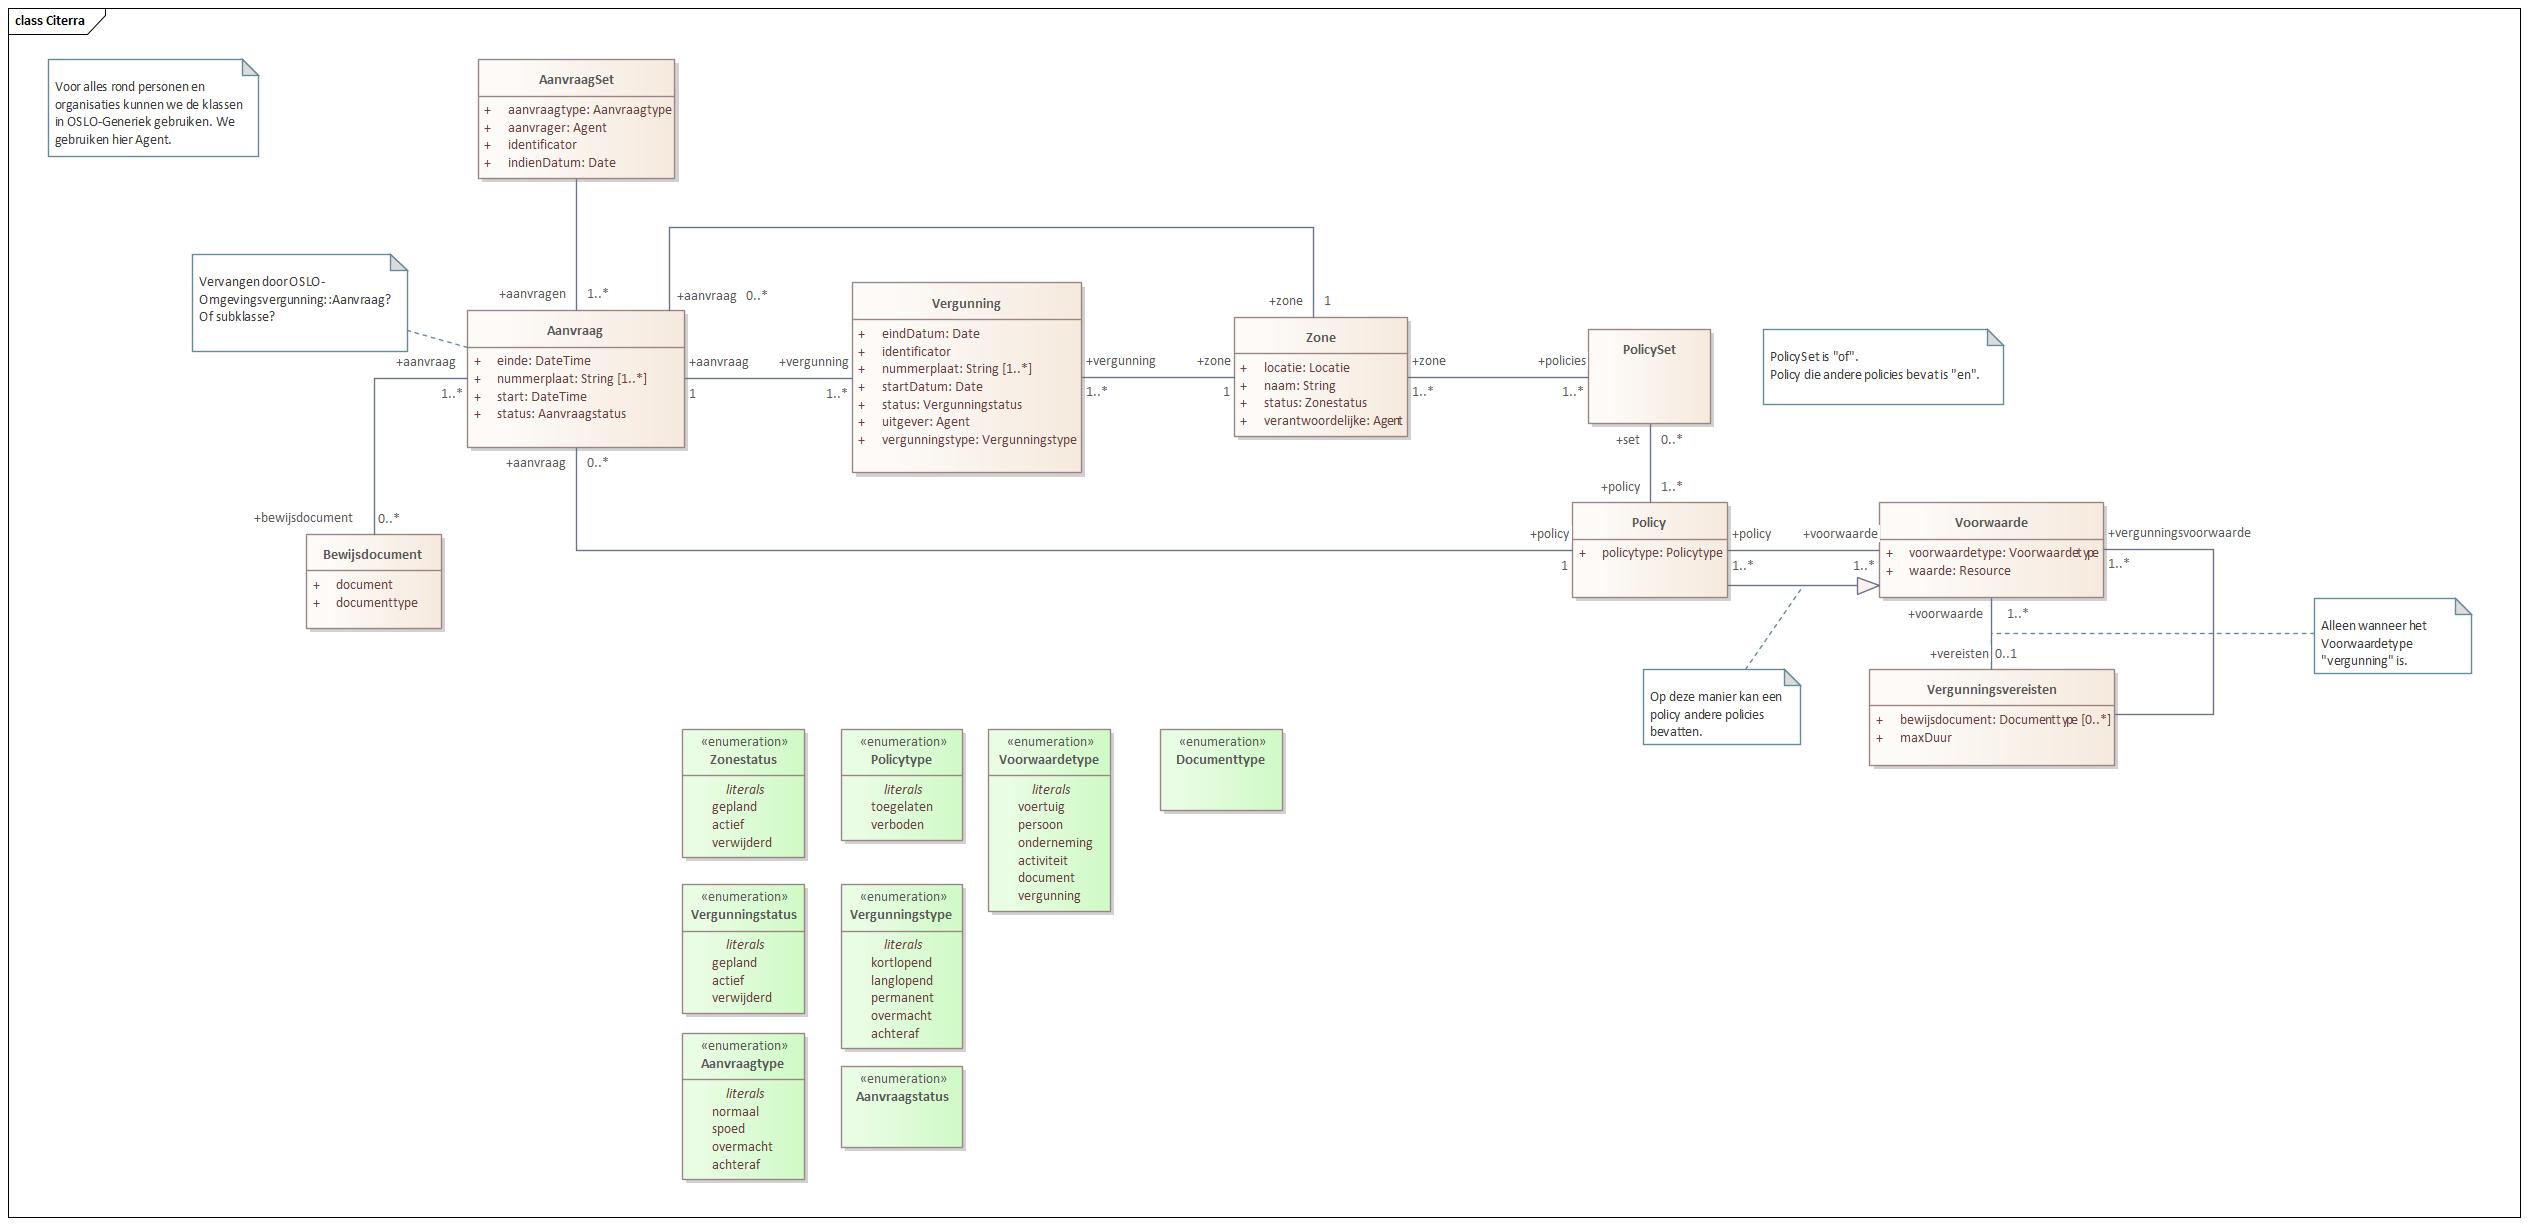 class Citerra
Voor alles rond personen en
organisaties kunnen we de klassen
in OSLO-Generiek gebruiken. We
gebruiken hier Agent.
AanvraagSet
+ aanvraagtype: Aanvraagtype
+ aanvrager: Agent
+ identificator
+ indienDatum: Date
Vervangen door OSLO-
Omgevingsvergunning::Aanvraag?
Of subklasse?
+aanvragen 1..*
+aanvraag 0..*
+zone 1
Aanvraag
+ einde: DateTime
+ nummerplaat: String [1..*]
+ start: DateTime
+ status: Aanvraagstatus
+aanvraag
1..*
+aanvraag
1
+vergunning
1..*
Vergunning
+ eindDatum: Date
+ identificator
+ nummerplaat: String [1..*]
+ startDatum: Date
+ status: Vergunningstatus
+ uitgever: Agent
+ vergunningstype: Vergunningstype
+vergunning
1..*
+zone
1
Zone
+ locatie: Locatie
+ naam: String
+ status: Zonestatus
+ verantwoordelijke: Agent
+zone
1..*
+policies
1..*
PolicySet
PolicySet is "of".
Policy die andere policies bevat is "en".
+set 0..*
+policy 1..*
+aanvraag 0..*
+bewijsdocument 0..*
Bewijsdocument
+ document
+ documenttype
+policy
1
Policy
+ policytype: Policytype
+policy
1..*
+voorwaarde
1..*
Voorwaarde
+ voorwaardetype: Voorwaardetype
+ waarde: Resource
+vergunningsvoorwaarde
1..*
+voorwaarde 1..*
+vereisten 0..1
Alleen wanneer het
Voorwaardetype
"vergunning" is.
Op deze manier kan een
policy andere policies
bevatten.
Vergunningsvereisten
+ bewijsdocument: Documenttype [0..*]
+ maxDuur
«enumeration»
Zonestatus
literals
gepland
actief
verwijderd
«enumeration»
Policytype
literals
toegelaten
verboden
«enumeration»
Voorwaardetype
literals
voertuig
persoon
onderneming
activiteit
document
vergunning
«enumeration»
Documenttype
«enumeration»
Vergunningstatus
literals
gepland
actief
verwijderd
«enumeration»
Vergunningstype
literals
kortlopend
langlopend
permanent
overmacht
achteraf
«enumeration»
Aanvraagtype
literals
normaal
spoed
overmacht
achteraf
«enumeration»
Aanvraagstatus